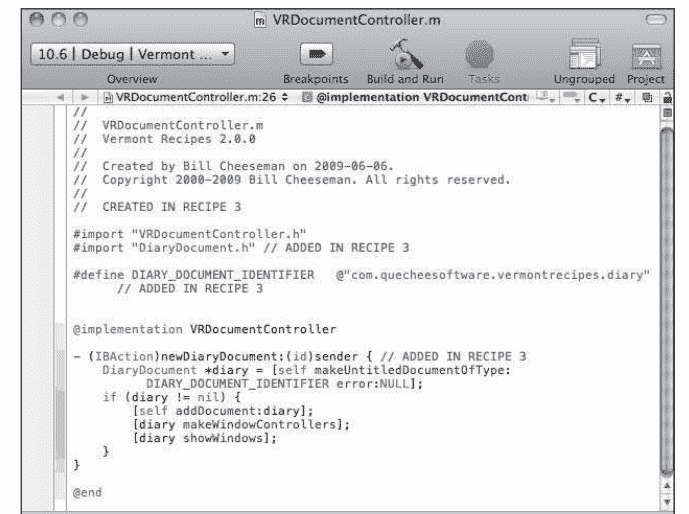 VRDocumentController.m
10.6 | Debug | Vermont ...
Overview Breakpoints Build and Run Tasks Ungrouped Project
VRDocumentController.m:26 @implementation VRDocumentCont C #
//
// VRDocumentController.m
// Vermont Recipes 2.0.0
//
// Created by Bill Cheeseman on 2009-06-06.
// Copyright 2000-2009 Bill Cheeseman. All rights reserved.
//
// CREATED IN RECIPE 3
#import "VRDocumentController.h"
#import "DiaryDocument.h" // ADDED IN RECIPE 3
#define DIARY_DOCUMENT_IDENTIFIER @"com.quecheesoftware.vermontrecipes.diary"
// ADDED IN RECIPE 3
@implementation VRDocumentController
- (IBAction)newDiaryDocument:(id)sender { // ADDED IN RECIPE 3
DiaryDocument *diary = [self makeUntitledDocumentOfType:
DIARY_DOCUMENT_IDENTIFIER error:NULL];
if (diary != nil) {
[self addDocument:diary];
[diary makeWindowControllers];
[diary showWindows];
}
}
@end